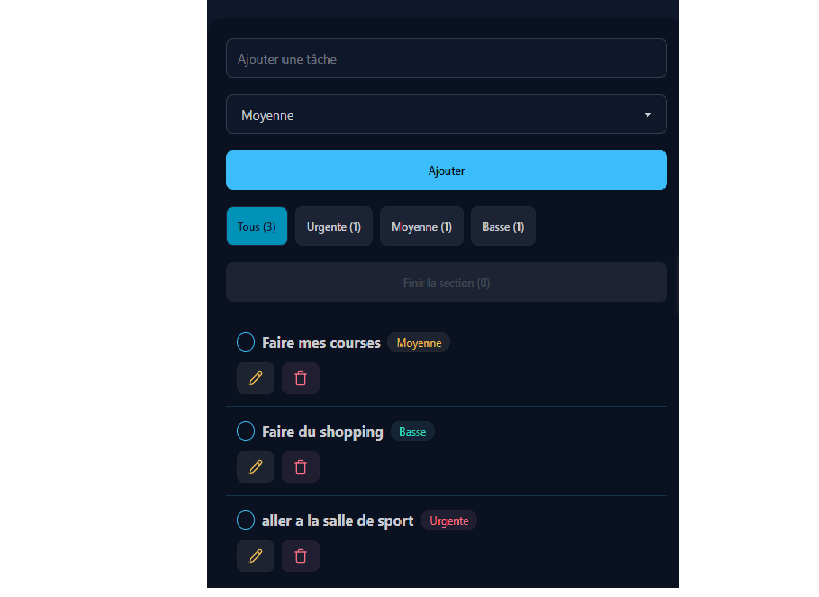 Ajouter une tâche
Moyenne
Ajouter
Tous (3) Urgente (1) Moyenne (1) Basse (1)
Finir la section (0)
Faire mes courses Moyenne
Faire du shopping Basse
aller a la salle de sport Urgente